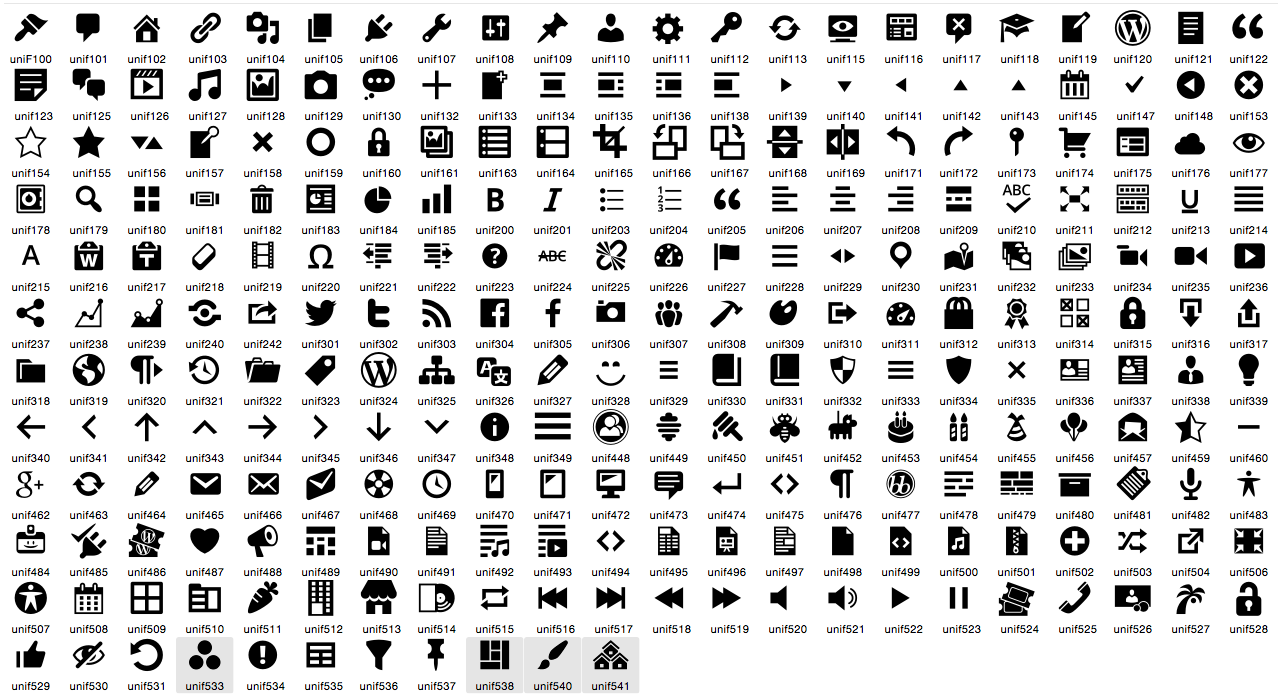 uniF100 unif101 unif102 unif103 unif104 unif105 unif106 unif107 unif108 unif109 unif110 unif111 unif112 unif113 unif115 unif116 unif117 unif118 unif119 unif120 unif121 unif122
unif123 unif125 unif126 unif127 unif128 unif129 unif130 unif132 unif133 unif134 unif135 unif136 unif138 unif139 unif140 unif141 unif142 unif143 unif145 unif147 unif148 unif153
unif154 unif155 unif156 unif157 unif158 unif159 unif160 unif161 unif163 unif164 unif165 unif166 unif167 unif168 unif169 unif171 unif172 unif173 unif174 unif175 unif176 unif177
B I 1 2 3 ABC U
unif178 unif179 unif180 unif181 unif182 unif183 unif184 unif185 unif200 unif201 unif203 unif204 unif205 unif206 unif207 unif208 unif209 unif210 unif211 unif212 unif213 unif214
A W T Ω ? ABC
unif215 unif216 unif217 unif218 unif219 unif220 unif221 unif222 unif223 unif224 unif225 unif226 unif227 unif228 unif229 unif230 unif231 unif232 unif233 unif234 unif235 unif236
unif237 unif238 unif239 unif240 unif242 unif301 unif302 unif303 unif304 unif305 unif306 unif307 unif308 unif309 unif310 unif311 unif312 unif313 unif314 unif315 unif316 unif317
A 文
unif318 unif319 unif320 unif321 unif322 unif323 unif324 unif325 unif326 unif327 unif328 unif329 unif330 unif331 unif332 unif333 unif334 unif335 unif336 unif337 unif338 unif339
unif340 unif341 unif342 unif343 unif344 unif345 unif346 unif347 unif348 unif349 unif448 unif449 unif450 unif451 unif452 unif453 unif454 unif455 unif456 unif457 unif459 unif460
g+
unif462 unif463 unif464 unif465 unif466 unif467 unif468 unif469 unif470 unif471 unif472 unif473 unif474 unif475 unif476 unif477 unif478 unif479 unif480 unif481 unif482 unif483
unif484 unif485 unif486 unif487 unif488 unif489 unif490 unif491 unif492 unif493 unif494 unif495 unif496 unif497 unif498 unif499 unif500 unif501 unif502 unif503 unif504 unif506
unif507 unif508 unif509 unif510 unif511 unif512 unif513 unif514 unif515 unif516 unif517 unif518 unif519 unif520 unif521 unif522 unif523 unif524 unif525 unif526 unif527 unif528
unif529 unif530 unif531 unif533 unif534 unif535 unif536 unif537 unif538 unif540 unif541